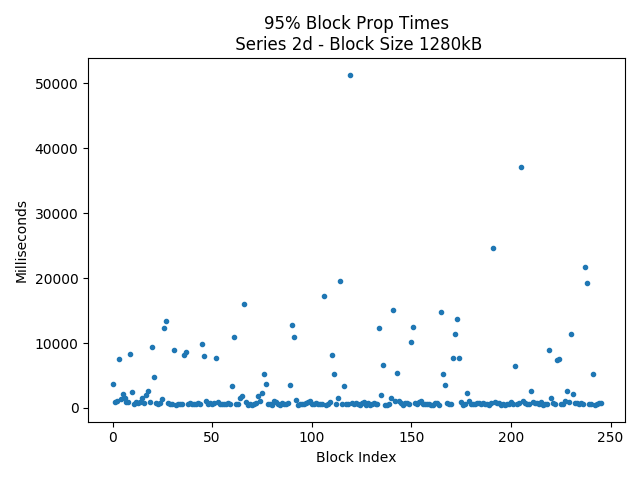 95% Block Prop Times
Series 2d - Block Size 1280kB
50000
40000
30000
20000
10000
0
Milliseconds
0 50 100 150 200 250
Block Index